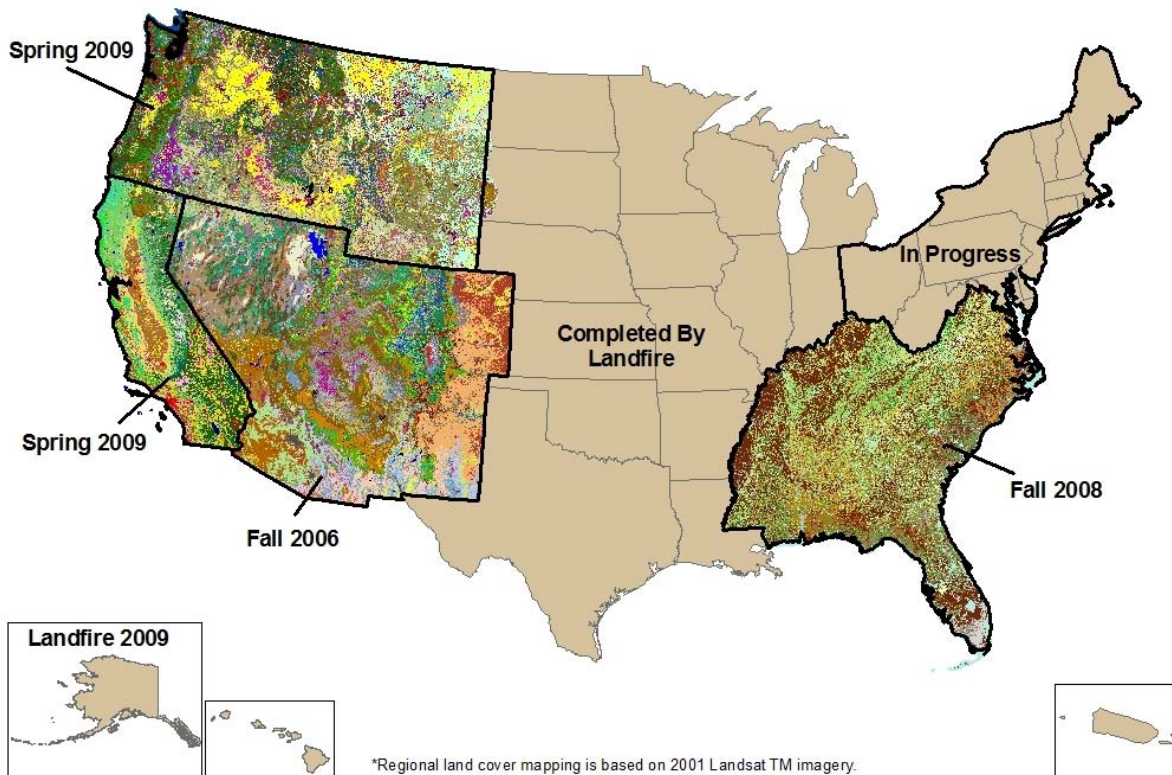 Spring 2009
In Progress
Completed By
Landfire
Spring 2009
Fall 2008
Fall 2006
Landfire 2009
*Regional land cover mapping is based on 2001 Landsat TM imagery.